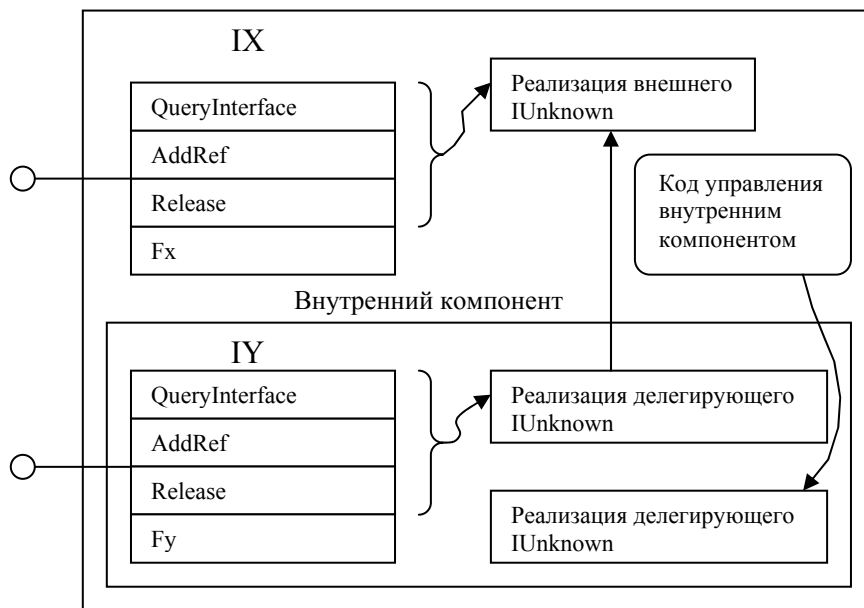 IX
QueryInterface
AddRef
Release
Fx
Реализация внешнего
IUnknown
Код управления
внутренним
компонентом
Внутренний компонент
IY
QueryInterface
AddRef
Release
Fy
Реализация делегирующего
IUnknown
Реализация делегирующего
IUnknown